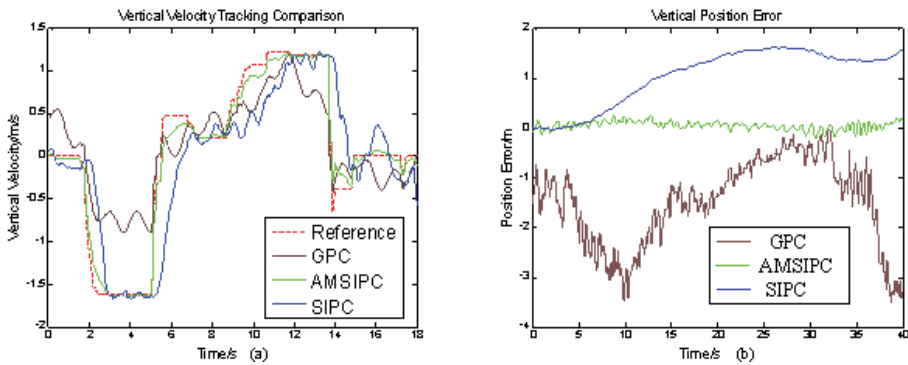 Vertical Velocity Tracking Comparison
1.5
1
0.5
0
-0.5
-1
-1.5
-2
Vertical Velocity/m/s
Reference
GPC
AMSIPC
SIPC
0 2 4 6 8 10 12 14 16 18
Time/s (a)
Vertical Position Error
2
1
0
-1
-2
-3
-4
Position Error/m
GPC
AMSIPC
SIPC
0 5 10 15 20 25 30 35 40
Time/s (b)